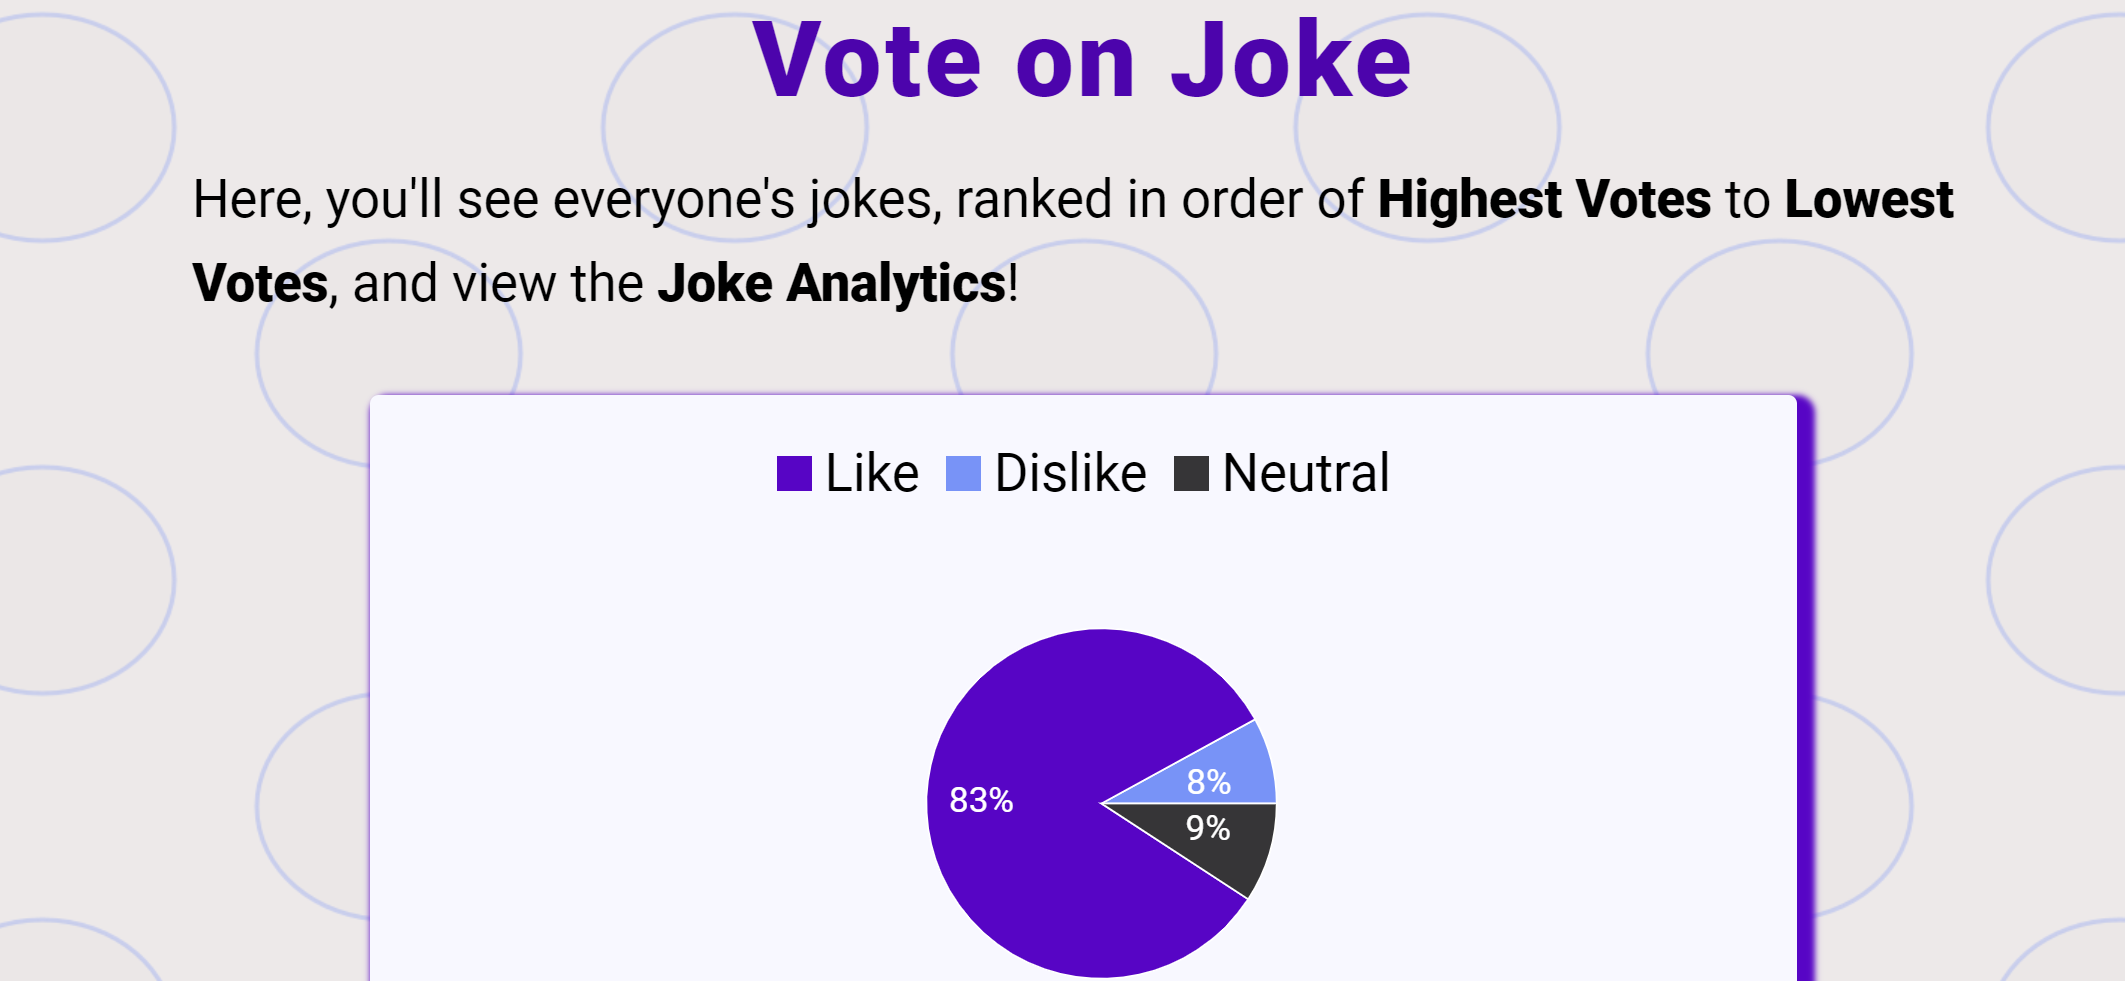 Vote on Joke
Here, you'll see everyone's jokes, ranked in order of Highest Votes to Lowest
Votes, and view the Joke Analytics!
Like Dislike Neutral
8%
83%
9%